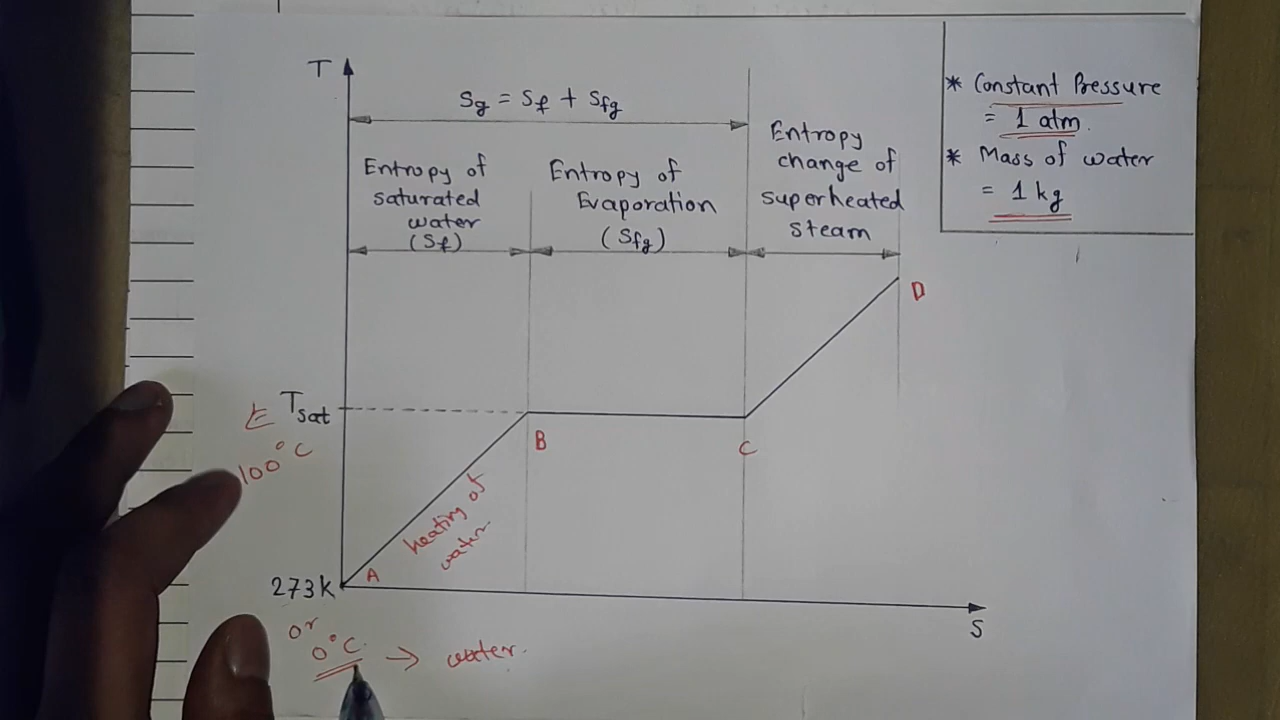 T
Sg = Sf + Sfg
Entropy of
saturated
water
(Sf)
Entropy of
Evaporation
(Sfg)
Entropy
change of
superheated
steam
* Constant Pressure
= 1 atm.
* Mass of water
= 1 kg
D
Tsat
100°C
B
C
heating of
water
A
273k
or
0°C → water.
S